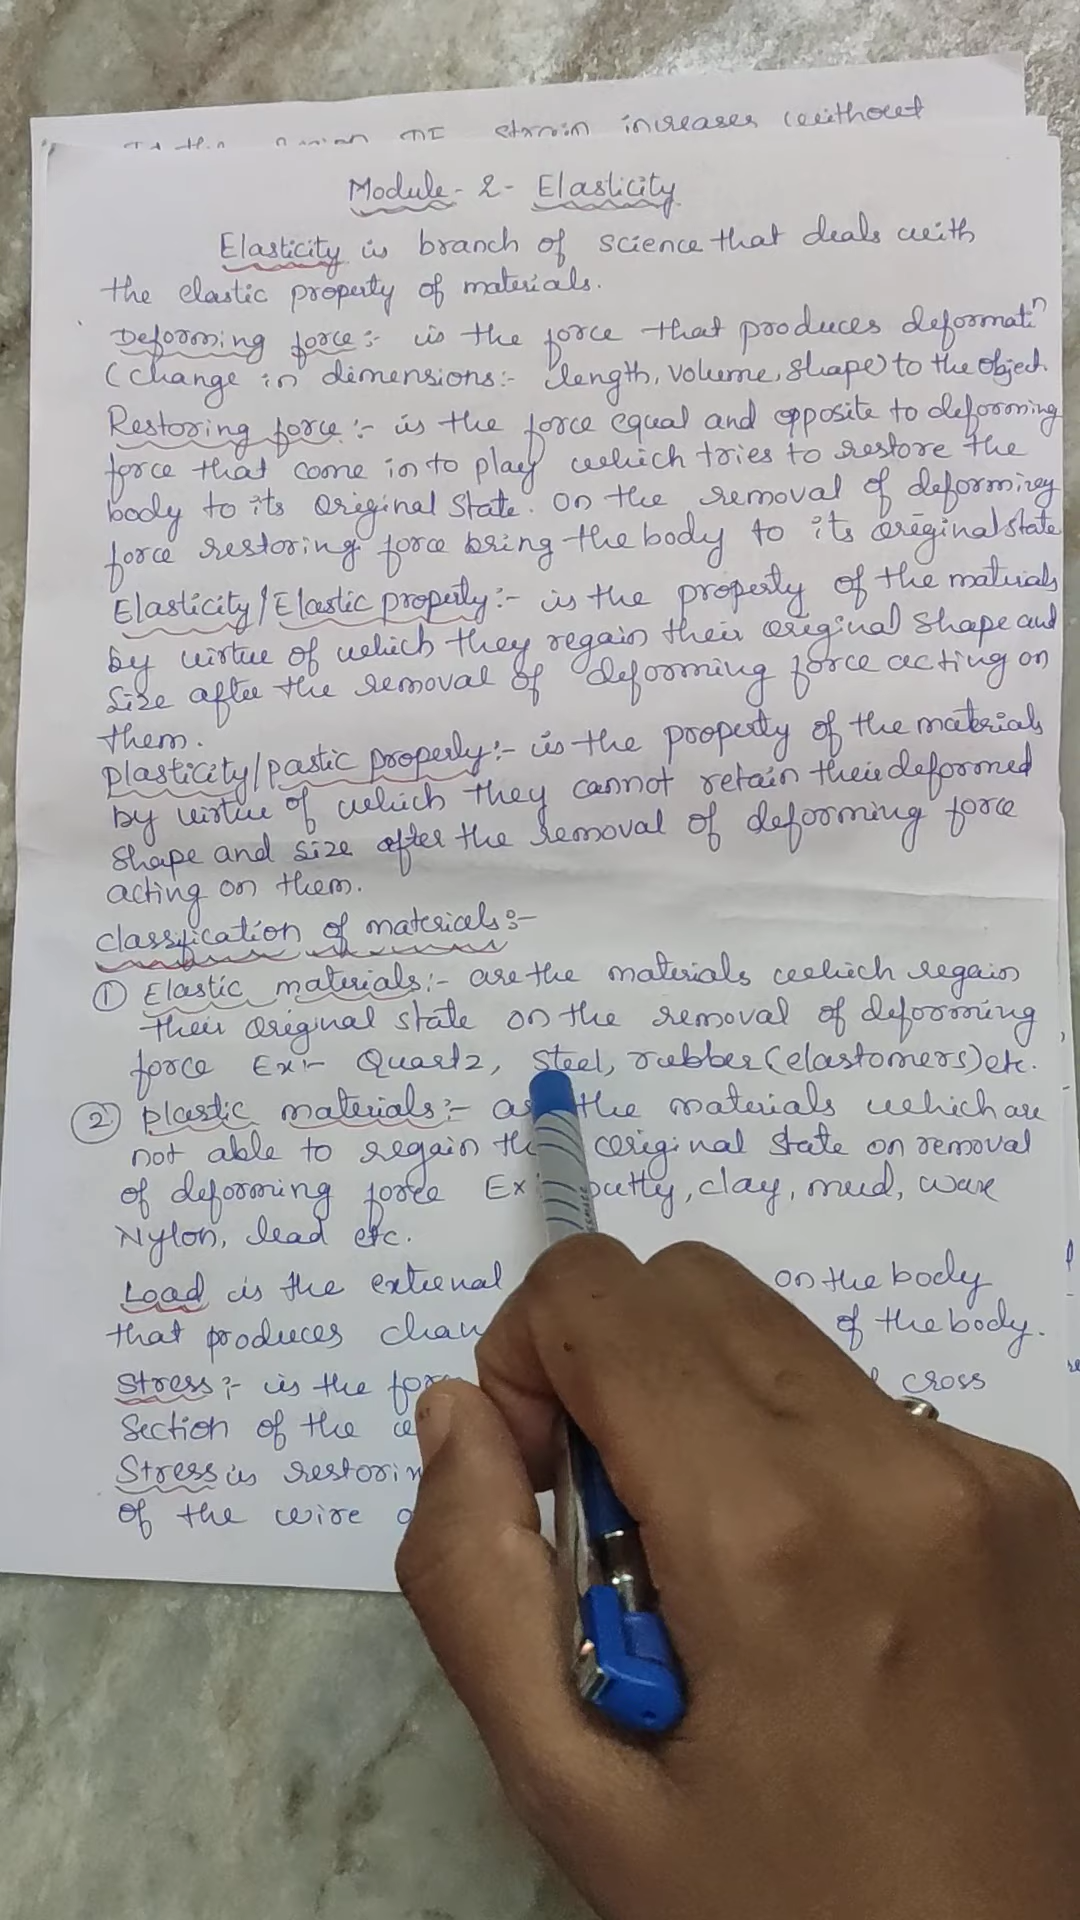 strain increases without
Module - 2 - Elasticity
Elasticity is branch of science that deals with
the elastic property of materials.
Deforming force :- is the force that produces deformatiⁿ
(change in dimensions:- length, volume, shape) to the object.
Restoring force :- is the force equal and opposite to deforming
force that come in to play which tries to restore the
body to its original state. on the removal of deforming
force restoring force bring the body to its original state
Elasticity/Elastic property:- is the property of the materials
by virtue of which they regain their original shape and
size after the removal of deforming force acting on
them.
plasticity/pastic property:- is the property of the materials
by virtue of which they cannot retain their deformed
shape and size after the removal of deforming force
acting on them.
classification of materials:-
① Elastic materials:- are the materials which regain
their original state on the removal of deforming
force Ex:- Quartz, steel, rubber (elastomers) etc.
② plastic materials:- the materials which are
not able to regain original state on removal
of deforming force Ex putty, clay, mud, wax
Nylon, lead etc.
Load is the external on the body
that produces of the body.
Stress :- is the cross
section of the
Stress is
of the wire